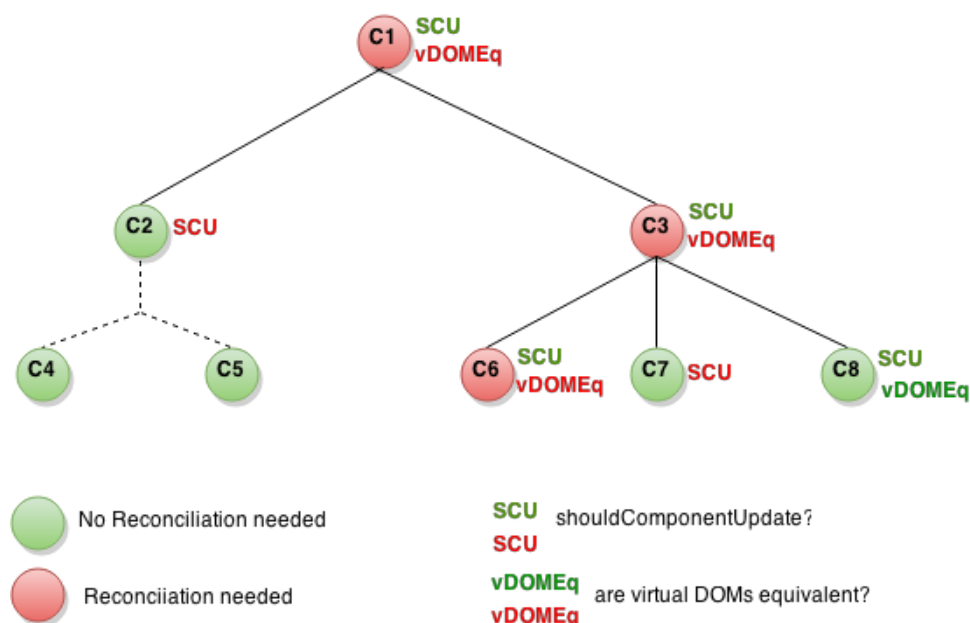 C1 SCU
vDOMEq
C2 SCU
C3 SCU
vDOMEq
C4
C5
C6 SCU
vDOMEq
C7 SCU
C8 SCU
vDOMEq
No Reconciliation needed
SCU shouldComponentUpdate?
SCU
Reconciiation needed
vDOMEq are virtual DOMs equivalent?
vDOMEq